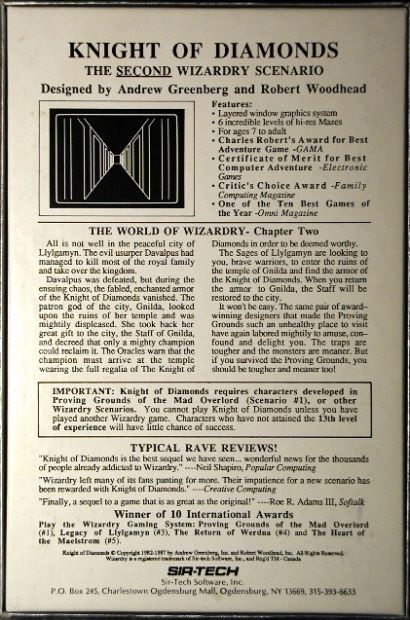 KNIGHT OF DIAMONDS
THE SECOND WIZARDRY SCENARIO
Designed by Andrew Greenberg and Robert Woodhead
Features:
• Layered window graphics system
• 6 incredible levels of hi-res Mazes
• For ages 7 to adult
• Charles Robert's Award for Best
Adventure Game -GAMA
• Certificate of Merit for Best
Computer Adventure -Electronic
Games
• Critic's Choice Award -Family
Computing Magazine
• One of the Ten Best Games of
the Year -Omni Magazine
THE WORLD OF WIZARDRY- Chapter Two
All is not well in the peaceful city of
Llylgamyn. The evil usurper Davalpus had
managed to kill most of the royal family
and take over the kingdom.
Davalpus was defeated, but during the
ensuing chaos, the fabled, enchanted armor
of the Knight of Diamonds vanished. The
patron god of the city, Gnilda, looked
upon the ruins of her temple and was
mightily displeased. She took back her
great gift to the city, the Staff of Gnilda,
and decreed that only a mighty champion
could reclaim it. The Oracles warn that the
champion must arrive at the temple
wearing the full regalia of The Knight of
Diamonds in order to be deemed worthy.
The Sages of Llylgamyn are looking to
you, brave warriors, to enter the ruins of
the temple of Gnilda and find the armor of
the Knight of Diamonds. When you return
the armor to Gnilda, the Staff will be
restored to the city.
It won't be easy. The same pair of award-
winning designers that made the Proving
Grounds such an unhealthy place to visit
have again labored mightily to amuse, con-
found and delight you. The traps are
tougher and the monsters are meaner. But
if you survived the Proving Grounds, you
should be tougher and meaner too!
IMPORTANT: Knight of Diamonds requires characters developed in
Proving Grounds of the Mad Overlord (Scenario #1), or other
Wizardry Scenarios. You cannot play Knight of Diamonds unless you have
played another Wizardry game. Characters who have not attained the 13th level
of experience will have little chance of success.
TYPICAL RAVE REVIEWS!
"Knight of Diamonds is the best sequel we have seen... wonderful news for the thousands
of people already addicted to Wizardry." ----Neil Shapiro, Popular Computing
"Wizardry left many of its fans panting for more. Their impatience for a new scenario has
been rewarded with Knight of Diamonds." ----Creative Computing
"Finally, a sequel to a game that is as great as the original!" ----Roe R. Adams III, Softalk
Winner of 10 International Awards
Play the Wizardry Gaming System: Proving Grounds of the Mad Overlord
(#1), Legacy of Llylgamyn (#3), The Return of Werdna (#4) and The Heart of
the Maelstrom (#5).
Knight of Diamonds © Copyright 1982-1987 by Andrew Greenberg, Inc. and Robert Woodhead, Inc. All Rights Reserved.
Wizardry is a registered trademark of Sir-Tech Software, Inc., and Reg'd TM - Canada
SIR-TECH
Sir-Tech Software, Inc.
P.O. Box 245, Charlestown Ogdensburg Mall, Ogdensburg, NY 13669, 315-393-6633